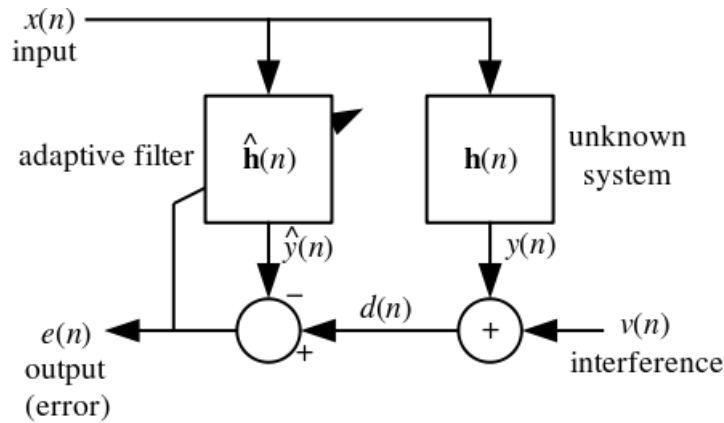 x(n)
input
adaptive filter
ĥ(n)
h(n)
unknown
system
ŷ(n)
y(n)
−
d(n)
+
+
e(n)
output
(error)
v(n)
interference